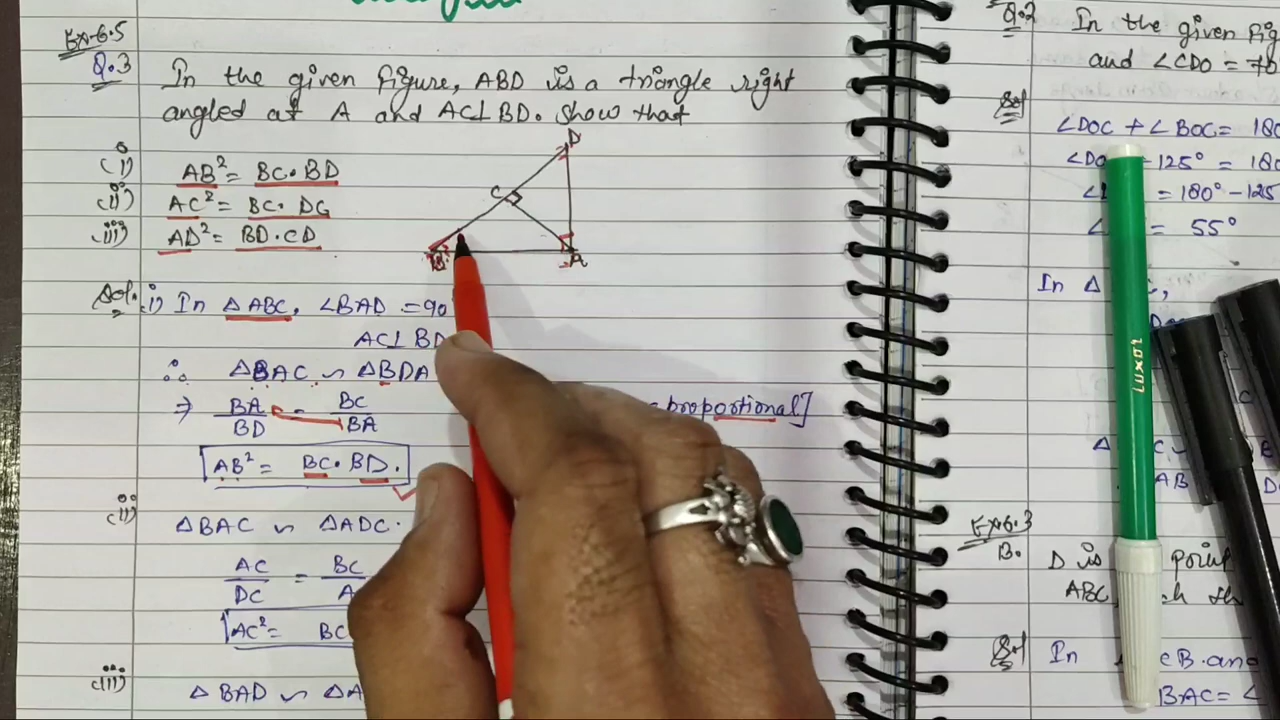 Ex-6.5
Q.3 In the given figure, ABD is a triangle right
angled at A and AC⊥BD. Show that
(i) AB² = BC·BD
(ii) AC² = BC·DC
(iii) AD² = BD·CD
D
C
A
Sol. i) In △ABC, ∠BAD = 90
AC⊥BD
∴ △BAC ~ △BDA
⇒ BA/BD = BC/BA proportional]
AB² = BC·BD.
(ii) △BAC ~ △ADC.
AC/DC = BC/A
AC² = BC
(iii) △BAD ~ △A
Q.2 In the given fig
and ∠CDO = 70
Sol
∠DOC + ∠BOC = 180
∠DO 125° = 180
= 180° - 125
= 55°
In △ C,
LUXOR
AB
Ex-6.3
B. D is point
ABC, such th
Sol In CB and
BAC = ∠